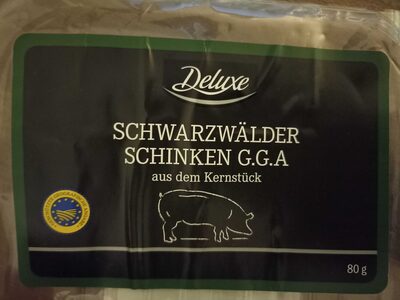 Deluxe
SCHWARZWÄLDER
SCHINKEN G.G.A
aus dem Kernstück
80 g